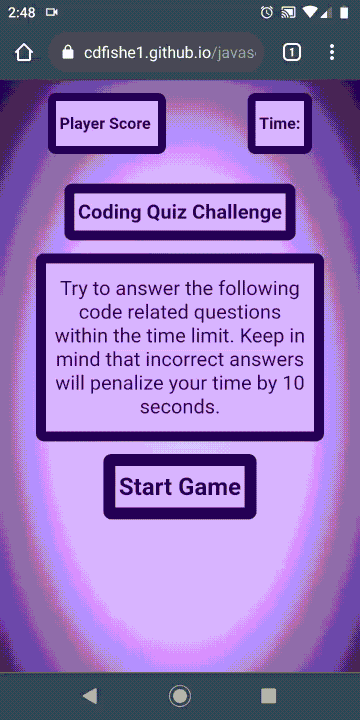 2:48
cdfishe1.github.io/javas
1
Player Score
Time:
Coding Quiz Challenge
Try to answer the following
code related questions
within the time limit. Keep in
mind that incorrect answers
will penalize your time by 10
seconds.
Start Game